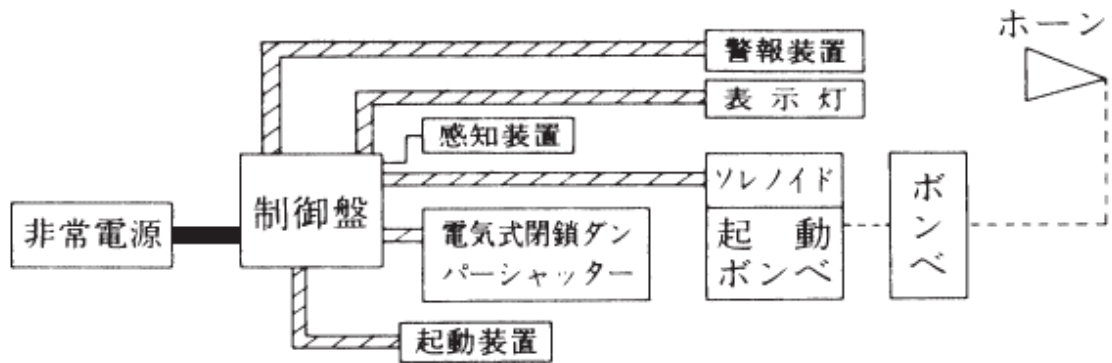 ホーン
警報装置
表示灯
感知装置
ソレノイド
制御盤
非常電源
電気式閉鎖ダン
パーシャッター
起動
ボンベ
ボンベ
起動装置